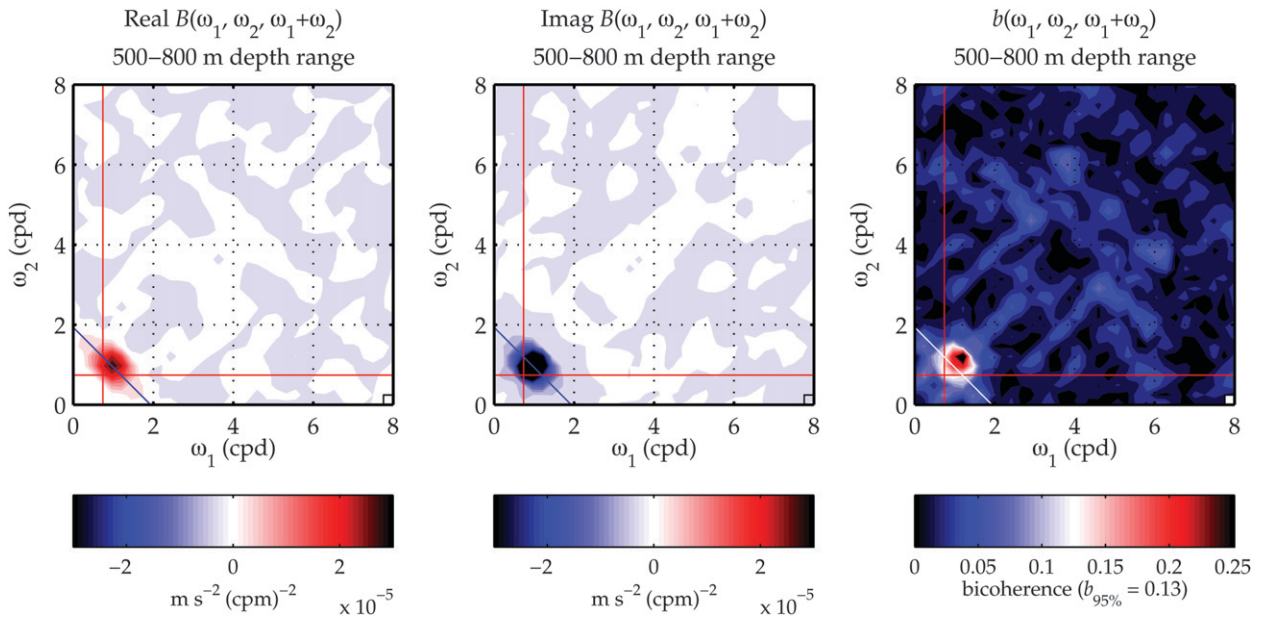 Real B(ω₁, ω₂, ω₁+ω₂)
500–800 m depth range
8
6
4
2
0
ω₂ (cpd)
0 2 4 6 8
ω₁ (cpd)
−2 0 2
m s⁻² (cpm)⁻²
x 10⁻⁵
Imag B(ω₁, ω₂, ω₁+ω₂)
500–800 m depth range
8
6
4
2
0
ω₂ (cpd)
0 2 4 6 8
ω₁ (cpd)
−2 0 2
m s⁻² (cpm)⁻²
x 10⁻⁵
b(ω₁, ω₂, ω₁+ω₂)
500–800 m depth range
8
6
4
2
0
ω₂ (cpd)
0 2 4 6 8
ω₁ (cpd)
0 0.05 0.1 0.15 0.2 0.25
bicoherence (b₉₅% = 0.13)